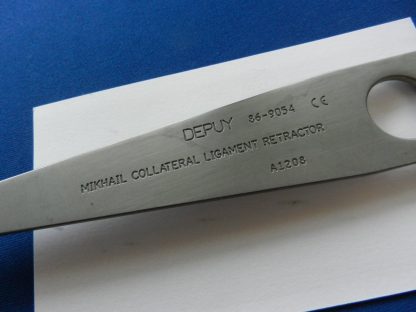 DEPUY 86-9054 CE
MIKHAIL COLLATERAL LIGAMENT RETRACTOR
A1208